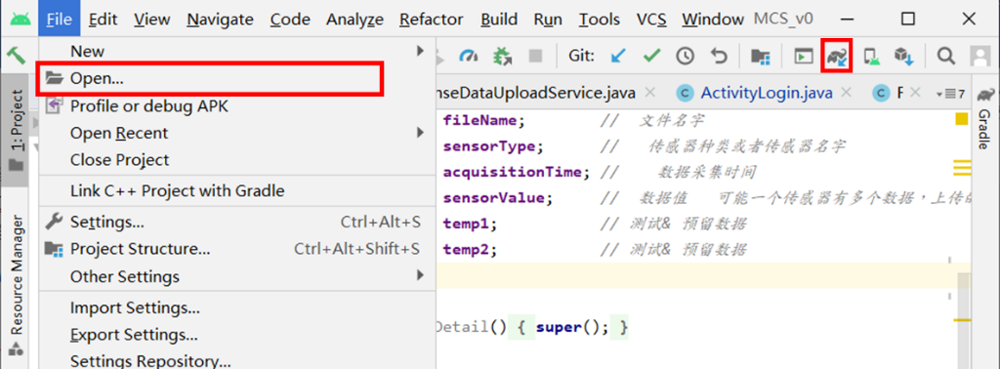 File Edit View Navigate Code Analyze Refactor Build Run Tools VCS Window MCS_v0
New
Open...
Profile or debug APK
Open Recent
Close Project
Link C++ Project with Gradle
Settings... Ctrl+Alt+S
Project Structure... Ctrl+Alt+Shift+S
Other Settings
Import Settings...
Export Settings...
Settings Repository...
1: Project
Resource Manager
Git:
nseDataUploadService.java ActivityLogin.java F 7
fileName; // 文件名字
sensorType; // 传感器种类或者传感器名字
acquisitionTime; // 数据采集时间
sensorValue; // 数据值 可能一个传感器有多个数据，上传的
temp1; // 测试& 预留数据
temp2; // 测试& 预留数据
Detail() { super(); }
Gradle